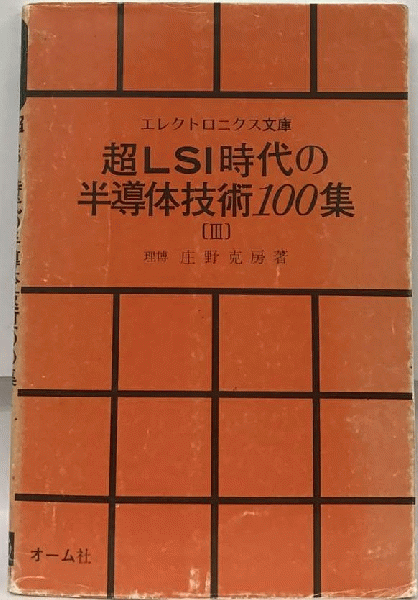 エレクトロニクス文庫
超LSI時代の
半導体技術100集
〔III〕
理博 庄野克房著
オーム社